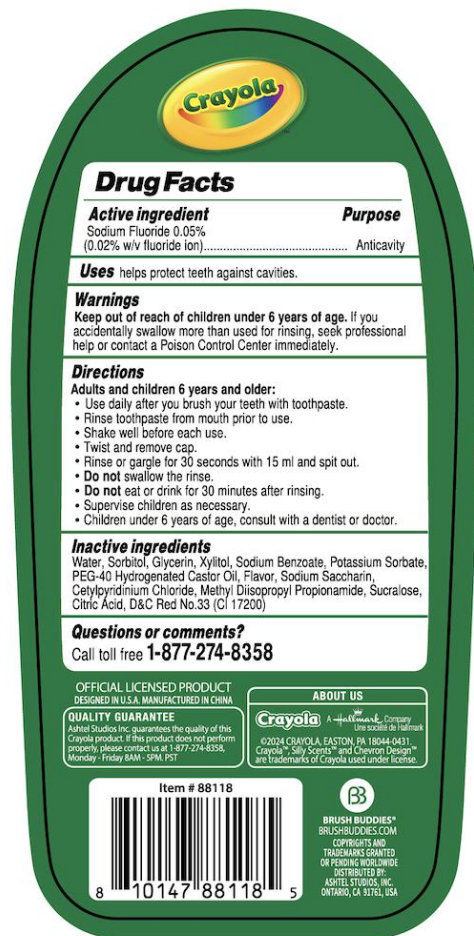 Crayola
™
Drug Facts
Active ingredient Purpose
Sodium Fluoride 0.05%
(0.02% w/v fluoride ion)............................................ Anticavity
Uses helps protect teeth against cavities.
Warnings
Keep out of reach of children under 6 years of age. If you
accidentally swallow more than used for rinsing, seek professional
help or contact a Poison Control Center immediately.
Directions
Adults and children 6 years and older:
• Use daily after you brush your teeth with toothpaste.
• Rinse toothpaste from mouth prior to use.
• Shake well before each use.
• Twist and remove cap.
• Rinse or gargle for 30 seconds with 15 ml and spit out.
• Do not swallow the rinse.
• Do not eat or drink for 30 minutes after rinsing.
• Supervise children as necessary.
• Children under 6 years of age, consult with a dentist or doctor.
Inactive ingredients
Water, Sorbitol, Glycerin, Xylitol, Sodium Benzoate, Potassium Sorbate,
PEG-40 Hydrogenated Castor Oil, Flavor, Sodium Saccharin,
Cetylpyridinium Chloride, Methyl Diisopropyl Propionamide, Sucralose,
Citric Acid, D&C Red No.33 (CI 17200)
Questions or comments?
Call toll free 1-877-274-8358
OFFICIAL LICENSED PRODUCT
DESIGNED IN U.S.A. MANUFACTURED IN CHINA
QUALITY GUARANTEE
Ashtel Studios Inc. guarantees the quality of this
Crayola product. If this product does not perform
properly, please contact us at 1-877-274-8358,
Monday - Friday 8AM - 5PM. PST
ABOUT US
Crayola A Hallmark Company
Une société de Hallmark
©2024 CRAYOLA, EASTON, PA 18044-0431.
Crayola™, Silly Scents™ and Chevron Design™
are trademarks of Crayola used under license.
Item # 88118
8 10147 88118 5
BB
BRUSH BUDDIES®
BRUSHBUDDIES.COM
COPYRIGHTS AND
TRADEMARKS GRANTED
OR PENDING WORLDWIDE
DISTRIBUTED BY:
ASHTEL STUDIOS, INC.
ONTARIO, CA 91761, USA